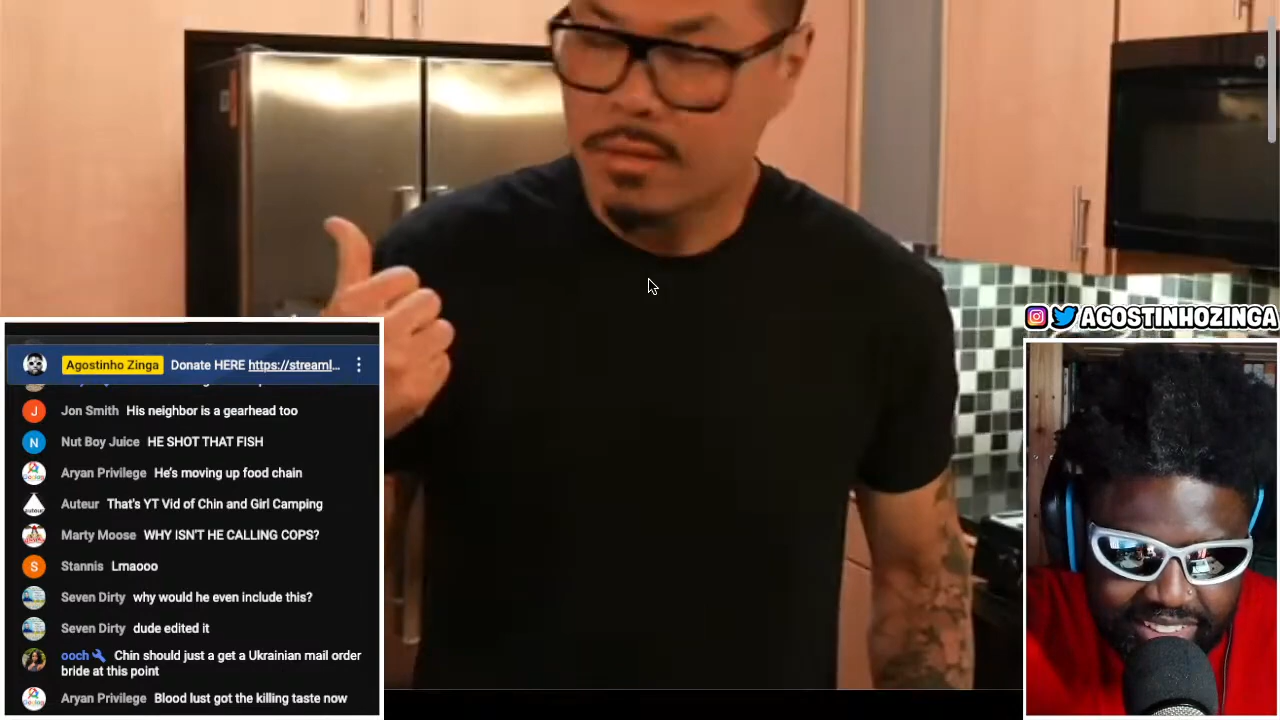 AGOSTINHOZINGA
Agostinho Zinga Donate HERE https://streaml...
Jon Smith His neighbor is a gearhead too
Nut Boy Juice HE SHOT THAT FISH
Aryan Privilege He's moving up food chain
Auteur That's YT Vid of Chin and Girl Camping
Marty Moose WHY ISN'T HE CALLING COPS?
Stannis Lmaooo
Seven Dirty why would he even include this?
Seven Dirty dude edited it
ooch Chin should just a get a Ukrainian mail order
bride at this point
Aryan Privilege Blood lust got the killing taste now